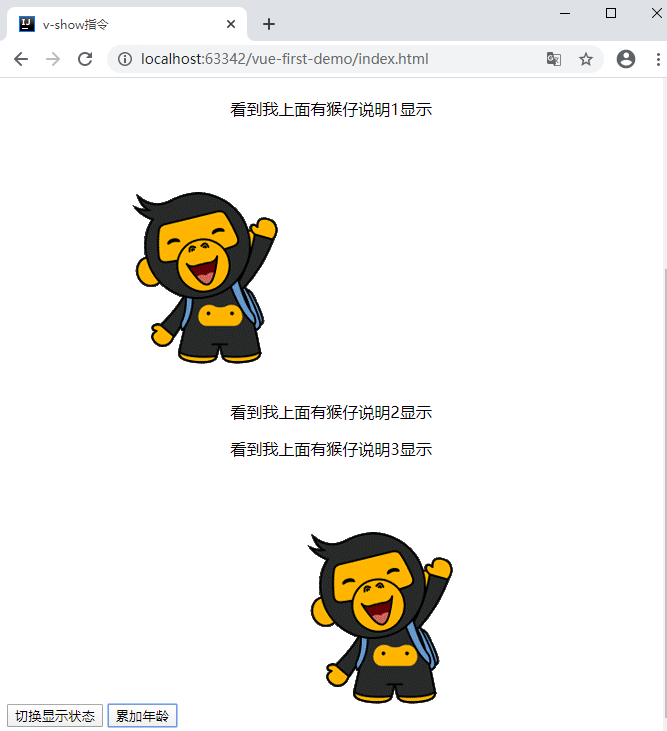 v-show指令
localhost:63342/vue-first-demo/index.html
看到我上面有猴仔说明1显示
看到我上面有猴仔说明2显示
看到我上面有猴仔说明3显示
切换显示状态 累加年龄